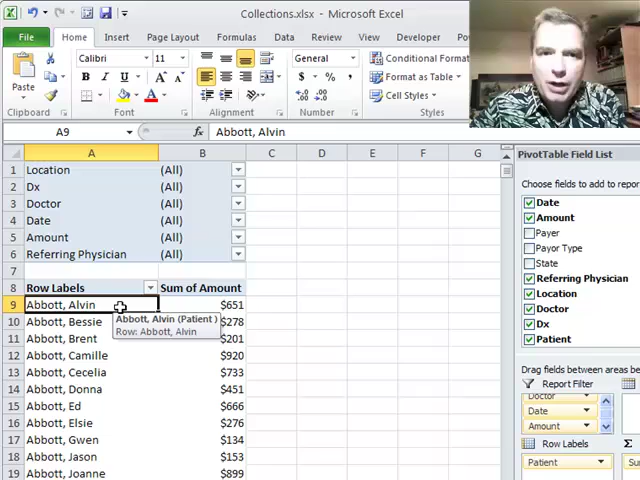 Collections.xlsx - Microsoft Excel
File Home Insert Page Layout Formulas Data Review View
Calibri 11 General Conditional Formatting
Paste B I U A $ % , Format as Table
Cell Styles
Clipboard Font Alignment Number Styles
A9 fx Abbott, Alvin
A B C D E F G PivotTable Field List
1 Location (All)
2 Dx (All)
3 Doctor (All)
4 Date (All)
5 Amount (All)
6 Referring Physician (All)
7
8 Row Labels Sum of Amount
9 Abbott, Alvin $651
10 Abbott, Bessie $278
11 Abbott, Brent $201
12 Abbott, Camille $920
13 Abbott, Cecelia $733
14 Abbott, Donna $451
15 Abbott, Ed $666
16 Abbott, Elsie $276
17 Abbott, Gwen $134
18 Abbott, Jason $153
19 Abbott, Joanne $899
Abbott, Alvin (Patient )
Row: Abbott, Alvin
Choose fields to add to report
Date
Amount
Payer
Payor Type
State
Referring Physician
Location
Doctor
Dx
Patient
Drag fields between areas be
Report Filter
Doctor
Date
Amount
Row Labels Σ
Patient Sur